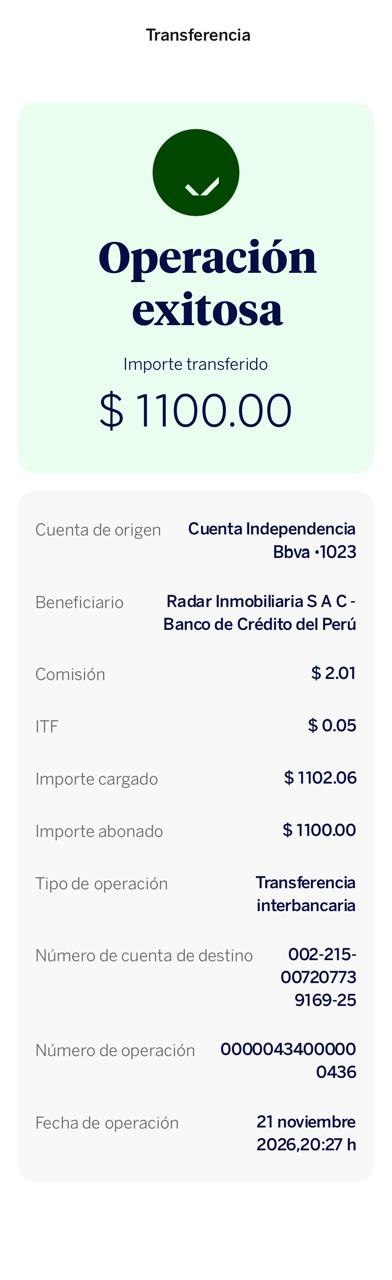 Transferencia
Operación
exitosa
Importe transferido
$ 1100.00
Cuenta de origen Cuenta Independencia
Bbva •1023
Beneficiario Radar Inmobiliaria S A C -
Banco de Crédito del Perú
Comisión $ 2.01
ITF $ 0.05
Importe cargado $ 1102.06
Importe abonado $ 1100.00
Tipo de operación Transferencia
interbancaria
Número de cuenta de destino 002-215-
00720773
9169-25
Número de operación 0000043400000
0436
Fecha de operación 21 noviembre
2026,20:27 h